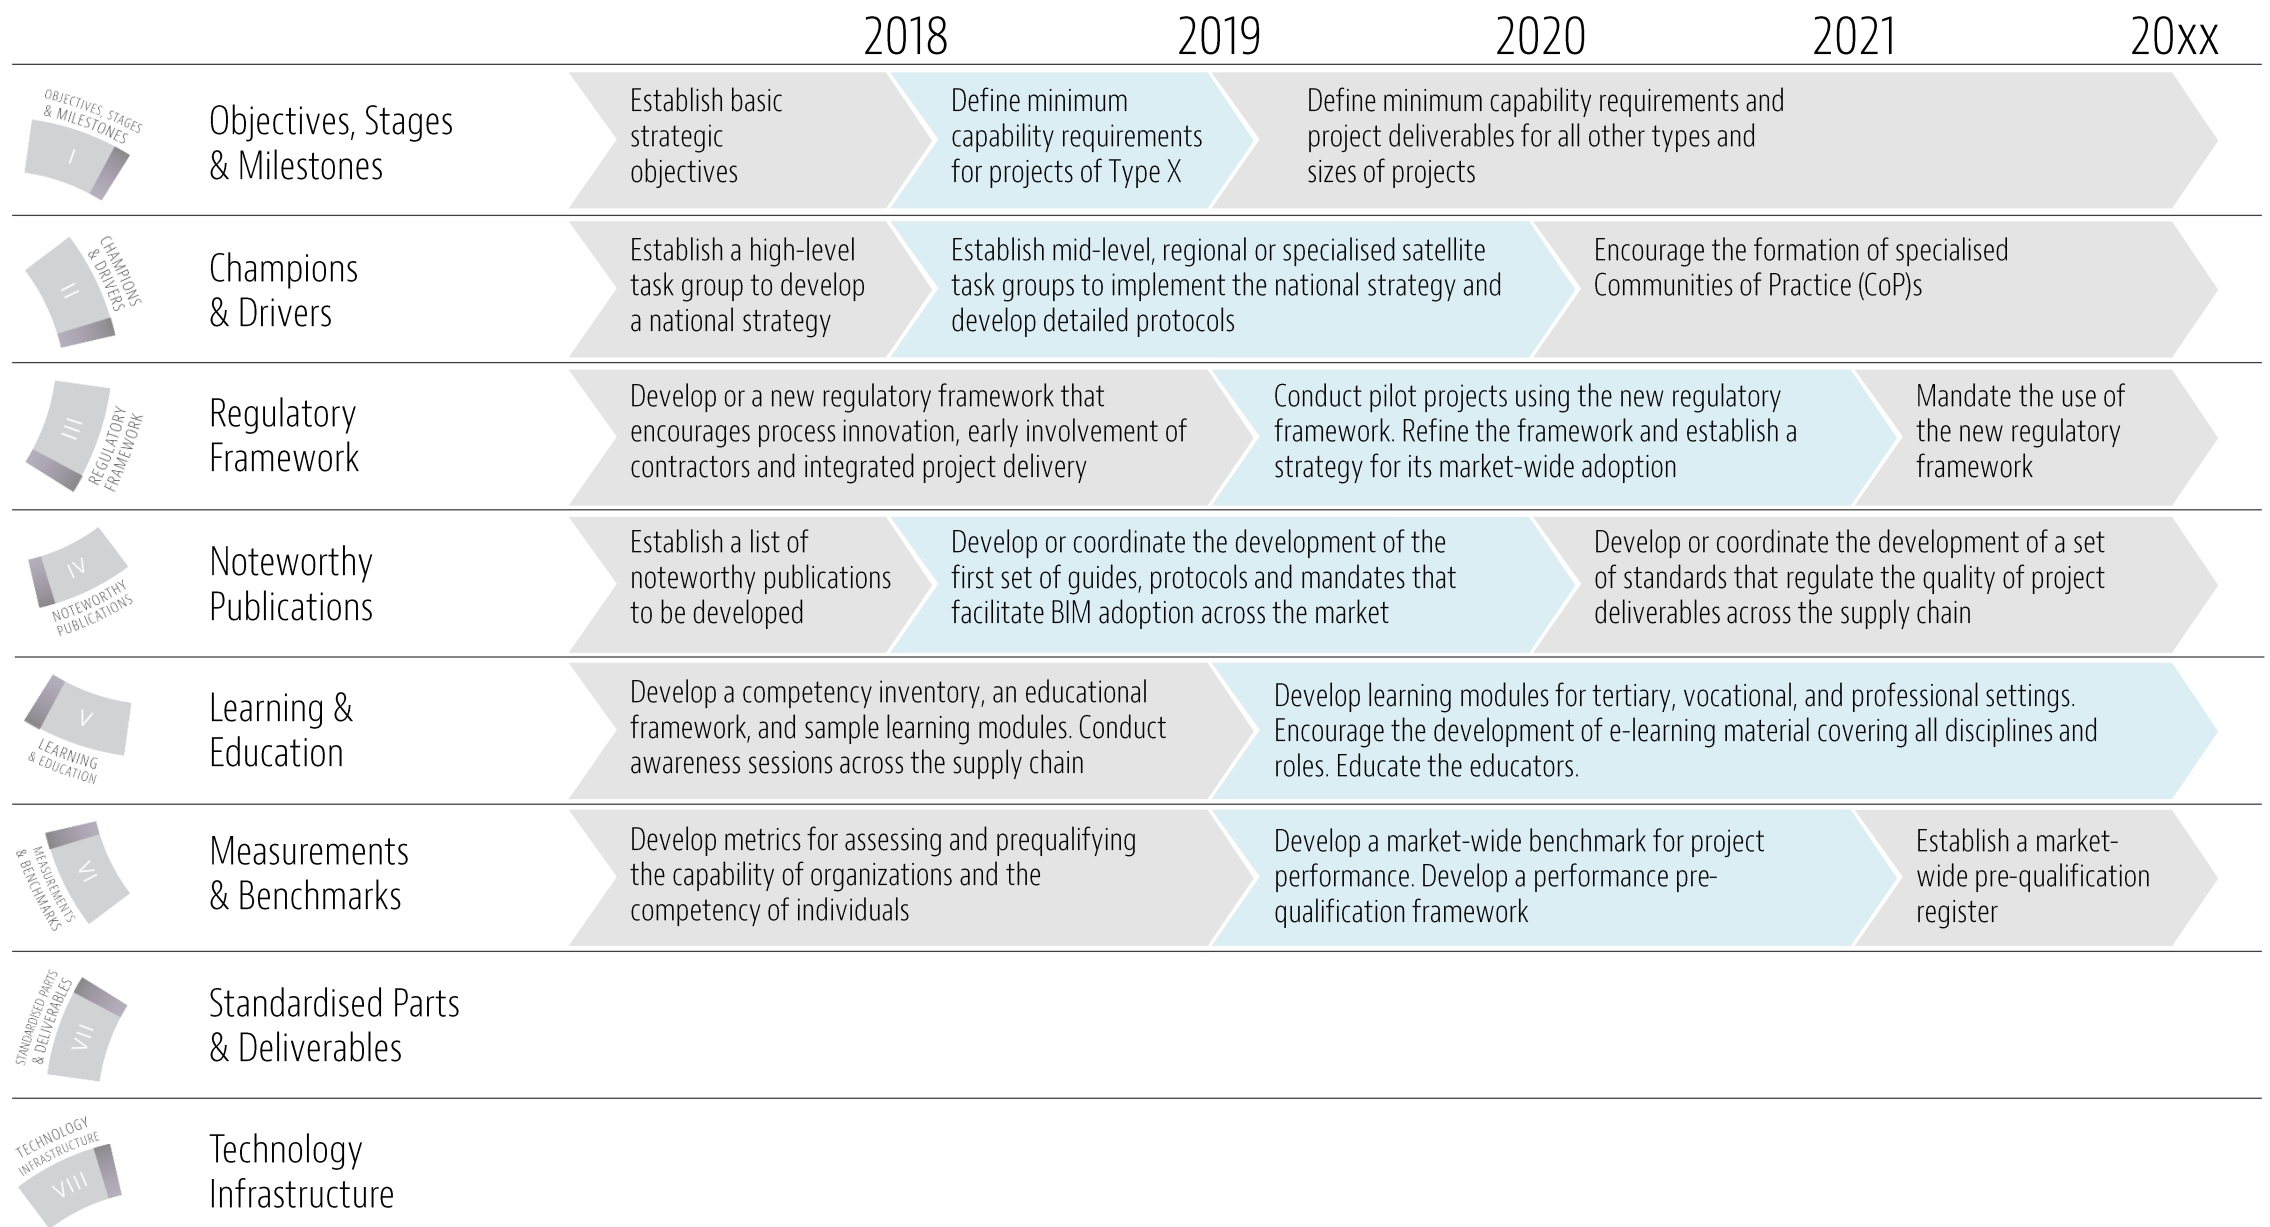 2018 2019 2020 2021 20xx
OBJECTIVES, STAGES
& MILESTONES
I
Objectives, Stages
& Milestones
Establish basic
strategic
objectives
Define minimum
capability requirements
for projects of Type X
Define minimum capability requirements and
project deliverables for all other types and
sizes of projects
CHAMPIONS
& DRIVERS
II
Champions
& Drivers
Establish a high-level
task group to develop
a national strategy
Establish mid-level, regional or specialised satellite
task groups to implement the national strategy and
develop detailed protocols
Encourage the formation of specialised
Communities of Practice (CoP)s
REGULATORY
FRAMEWORK
III
Regulatory
Framework
Develop or a new regulatory framework that
encourages process innovation, early involvement of
contractors and integrated project delivery
Conduct pilot projects using the new regulatory
framework. Refine the framework and establish a
strategy for its market-wide adoption
Mandate the use of
the new regulatory
framework
IV
NOTEWORTHY
PUBLICATIONS
Noteworthy
Publications
Establish a list of
noteworthy publications
to be developed
Develop or coordinate the development of the
first set of guides, protocols and mandates that
facilitate BIM adoption across the market
Develop or coordinate the development of a set
of standards that regulate the quality of project
deliverables across the supply chain
V
LEARNING
& EDUCATION
Learning &
Education
Develop a competency inventory, an educational
framework, and sample learning modules. Conduct
awareness sessions across the supply chain
Develop learning modules for tertiary, vocational, and professional settings.
Encourage the development of e-learning material covering all disciplines and
roles. Educate the educators.
VI
MEASUREMENTS
& BENCHMARKS
Measurements
& Benchmarks
Develop metrics for assessing and prequalifying
the capability of organizations and the
competency of individuals
Develop a market-wide benchmark for project
performance. Develop a performance pre-
qualification framework
Establish a market-
wide pre-qualification
register
STANDARDISED PARTS
& DELIVERABLES
VII
Standardised Parts
& Deliverables
TECHNOLOGY
INFRASTRUCTURE
VIII
Technology
Infrastructure